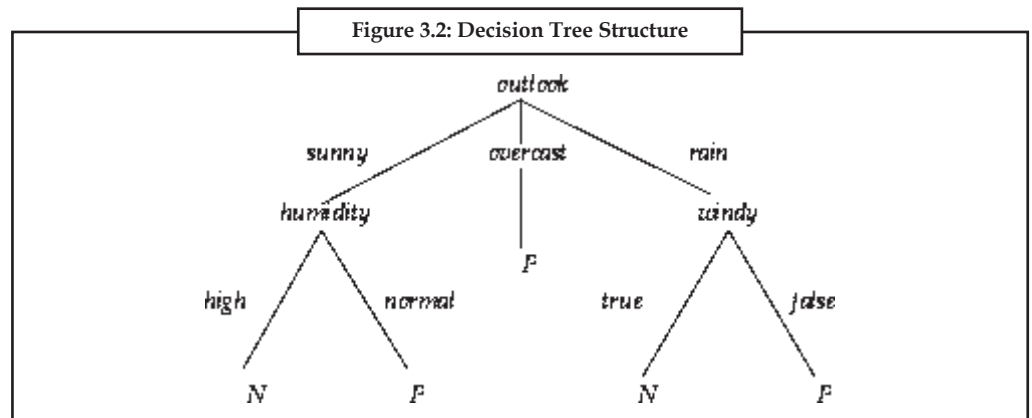 Figure 3.2: Decision Tree Structure
outlook
sunny overcast rain
humidity windy
P
high normal true false
N P N P